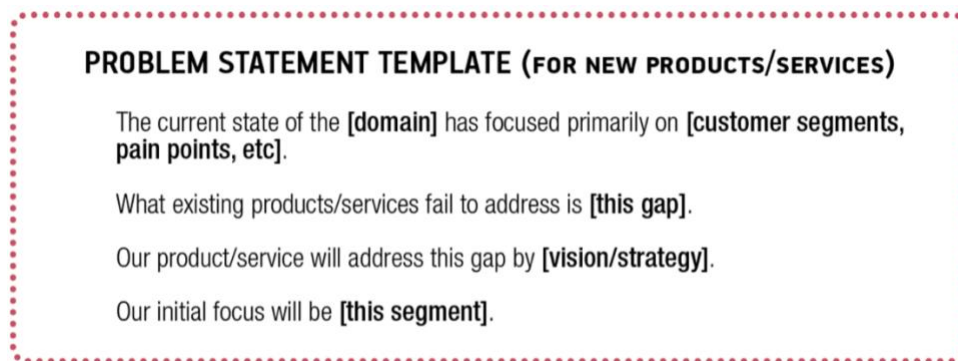 PROBLEM STATEMENT TEMPLATE (FOR NEW PRODUCTS/SERVICES)
The current state of the [domain] has focused primarily on [customer segments,
pain points, etc].
What existing products/services fail to address is [this gap].
Our product/service will address this gap by [vision/strategy].
Our initial focus will be [this segment].